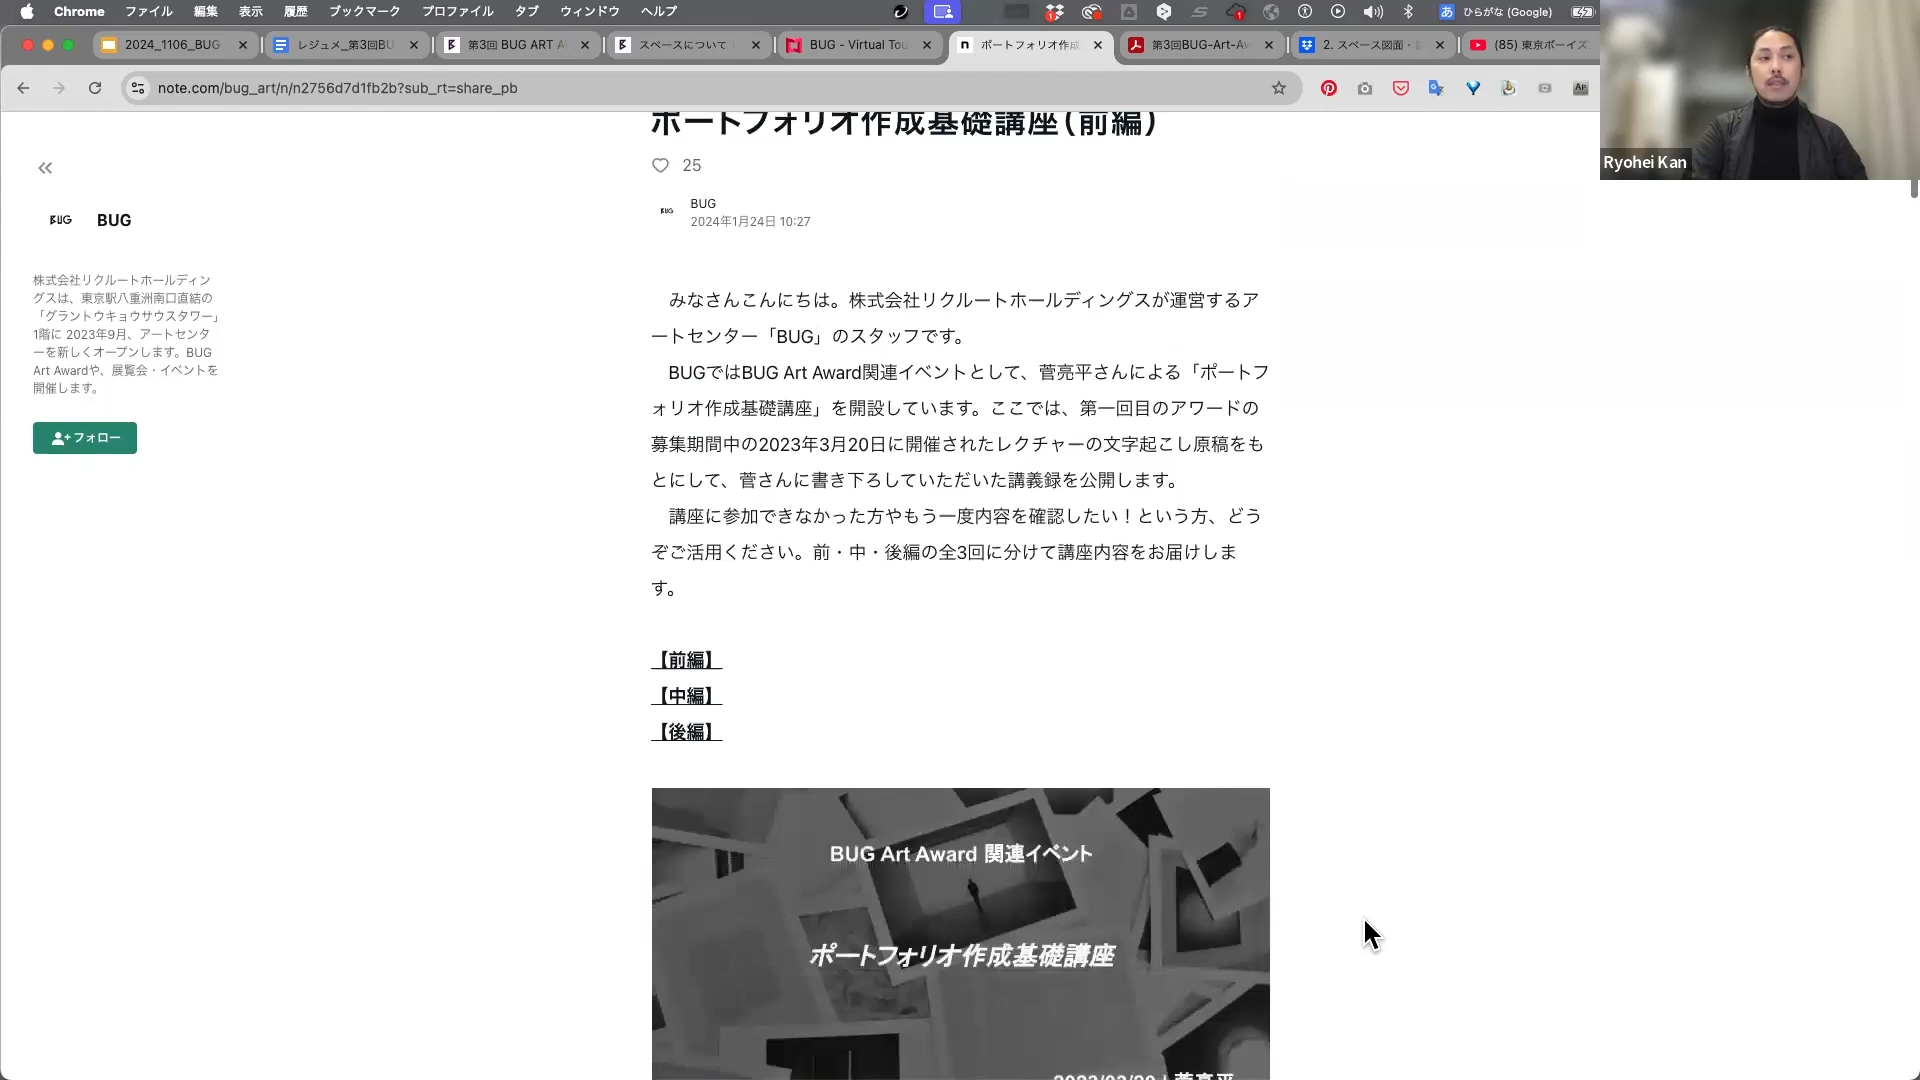 Chrome ファイル 編集 表示 履歴 ブックマーク プロファイル タブ ウィンドウ ヘルプ
あ ひらがな (Google)
2024_1106_BUG
レジュメ_第3回BU
第3回 BUG ART A
スペースについて
BUG - Virtual Tou
ポートフォリオ作成
第3回BUG-Art-Aw
2. スペース図面・
(85) 東京ボーイズ
note.com/bug_art/n/n2756d7d1fb2b?sub_rt=share_pb
Ryohei Kan
ポートフォリオ作成基礎講座（前編）
25
BUG
BUG
2024年1月24日 10:27
BUG
BUG
株式会社リクルートホールディン
グスは、東京駅八重洲南口直結の
「グラントウキョウサウスタワー」
1階に 2023年9月、アートセンタ
ーを新しくオープンします。BUG
Art Awardや、展覧会・イベントを
開催します。
フォロー
みなさんこんにちは。株式会社リクルートホールディングスが運営するア
ートセンター「BUG」のスタッフです。
BUGではBUG Art Award関連イベントとして、菅亮平さんによる「ポートフ
ォリオ作成基礎講座」を開設しています。ここでは、第一回目のアワードの
募集期間中の2023年3月20日に開催されたレクチャーの文字起こし原稿をも
とにして、菅さんに書き下ろしていただいた講義録を公開します。
講座に参加できなかった方やもう一度内容を確認したい！という方、どう
ぞご活用ください。前・中・後編の全3回に分けて講座内容をお届けしま
す。
【前編】
【中編】
【後編】
BUG Art Award 関連イベント
ポートフォリオ作成基礎講座
2023/03/20 | 菅亮平